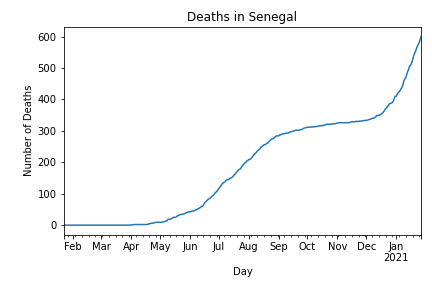 Deaths in Senegal
600
500
400
300
200
100
0
Number of Deaths
Feb Mar Apr May Jun Jul Aug Sep Oct Nov Dec Jan
2021
Day